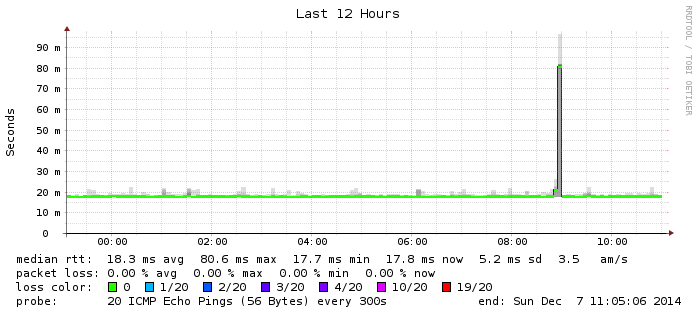 Last 12 Hours
RRDTOOL / TOBI OETIKER
Seconds
90 m
80 m
70 m
60 m
50 m
40 m
30 m
20 m
10 m
0
00:00 02:00 04:00 06:00 08:00 10:00
median rtt: 18.3 ms avg 80.6 ms max 17.7 ms min 17.8 ms now 5.2 ms sd 3.5 am/s
packet loss: 0.00 % avg 0.00 % max 0.00 % min 0.00 % now
loss color: 0 1/20 2/20 3/20 4/20 10/20 19/20
probe: 20 ICMP Echo Pings (56 Bytes) every 300s end: Sun Dec 7 11:05:06 2014